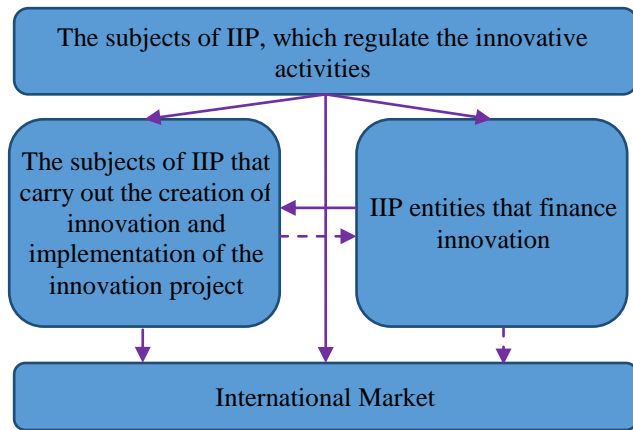 The subjects of IIP, which regulate the innovative
activities
The subjects of IIP that
carry out the creation of
innovation and
implementation of the
innovation project
IIP entities that finance
innovation
International Market